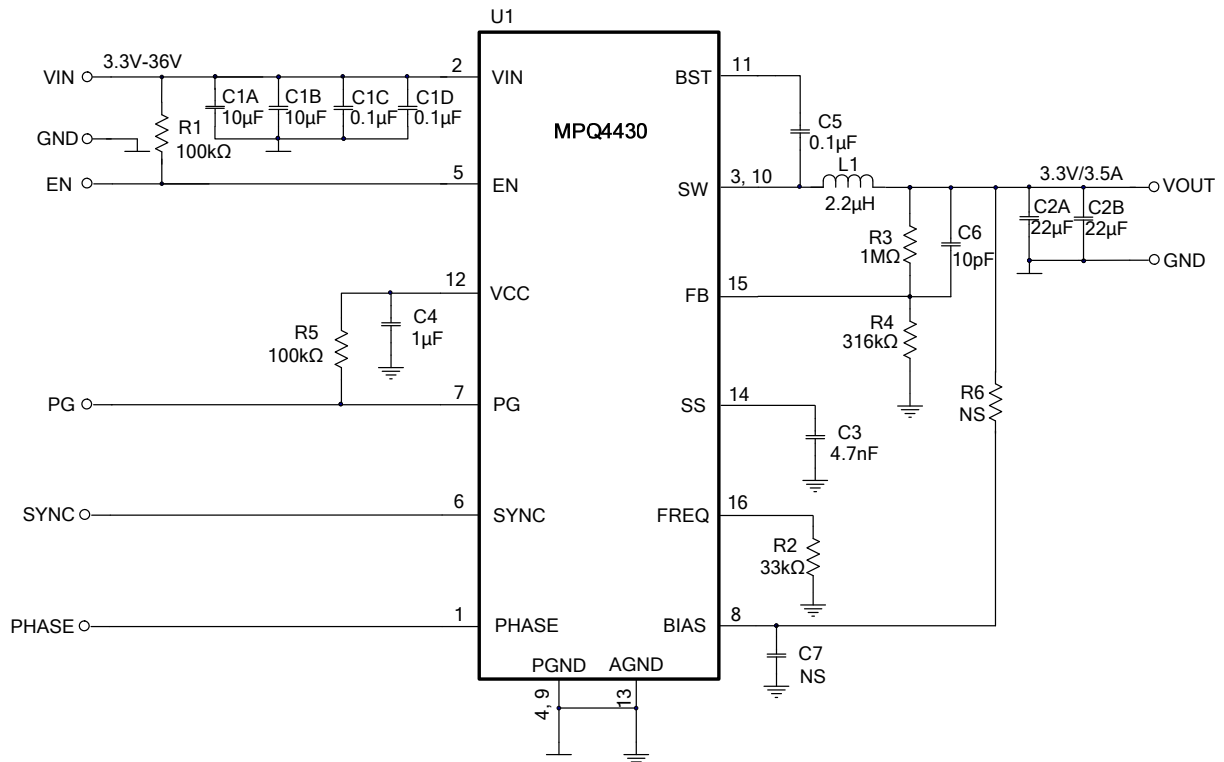 U1
VIN
3.3V-36V
2
VIN
BST
11
C1A
10µF
C1B
10µF
C1C
0.1µF
C1D
0.1µF
GND
R1
100kΩ
MPQ4430
C5
0.1µF
EN
5
EN
SW
3, 10
L1
2.2µH
3.3V/3.5A
VOUT
C2A
22µF
C2B
22µF
R3
1MΩ
C6
10pF
GND
12
VCC
FB
15
R5
100kΩ
C4
1µF
R4
316kΩ
PG
7
PG
SS
14
R6
NS
C3
4.7nF
SYNC
6
SYNC
FREQ
16
R2
33kΩ
PHASE
1
PHASE
BIAS
8
C7
NS
PGND
AGND
4, 9
13